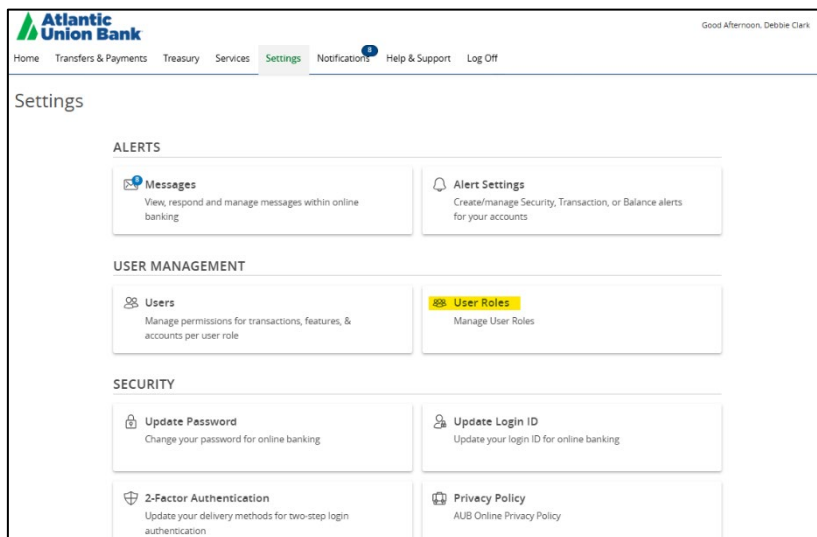 Atlantic
Union Bank
Good Afternoon, Debbie Clark
Home Transfers & Payments Treasury Services Settings Notifications 8 Help & Support Log Off
Settings
ALERTS
8 Messages
View, respond and manage messages within online
banking
Alert Settings
Create/manage Security, Transaction, or Balance alerts
for your accounts
USER MANAGEMENT
Users
Manage permissions for transactions, features, &
accounts per user role
User Roles
Manage User Roles
SECURITY
Update Password
Change your password for online banking
Update Login ID
Update your login ID for online banking
2-Factor Authentication
Update your delivery methods for two-step login
authentication
Privacy Policy
AUB Online Privacy Policy